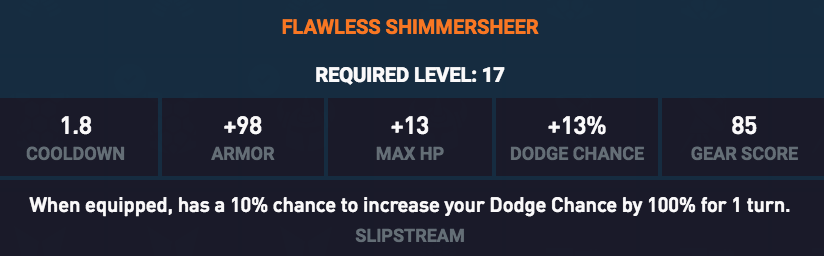 FLAWLESS SHIMMERSHEER
REQUIRED LEVEL: 17
1.8 +98 +13 +13% 85
COOLDOWN ARMOR MAX HP DODGE CHANCE GEAR SCORE
When equipped, has a 10% chance to increase your Dodge Chance by 100% for 1 turn.
SLIPSTREAM